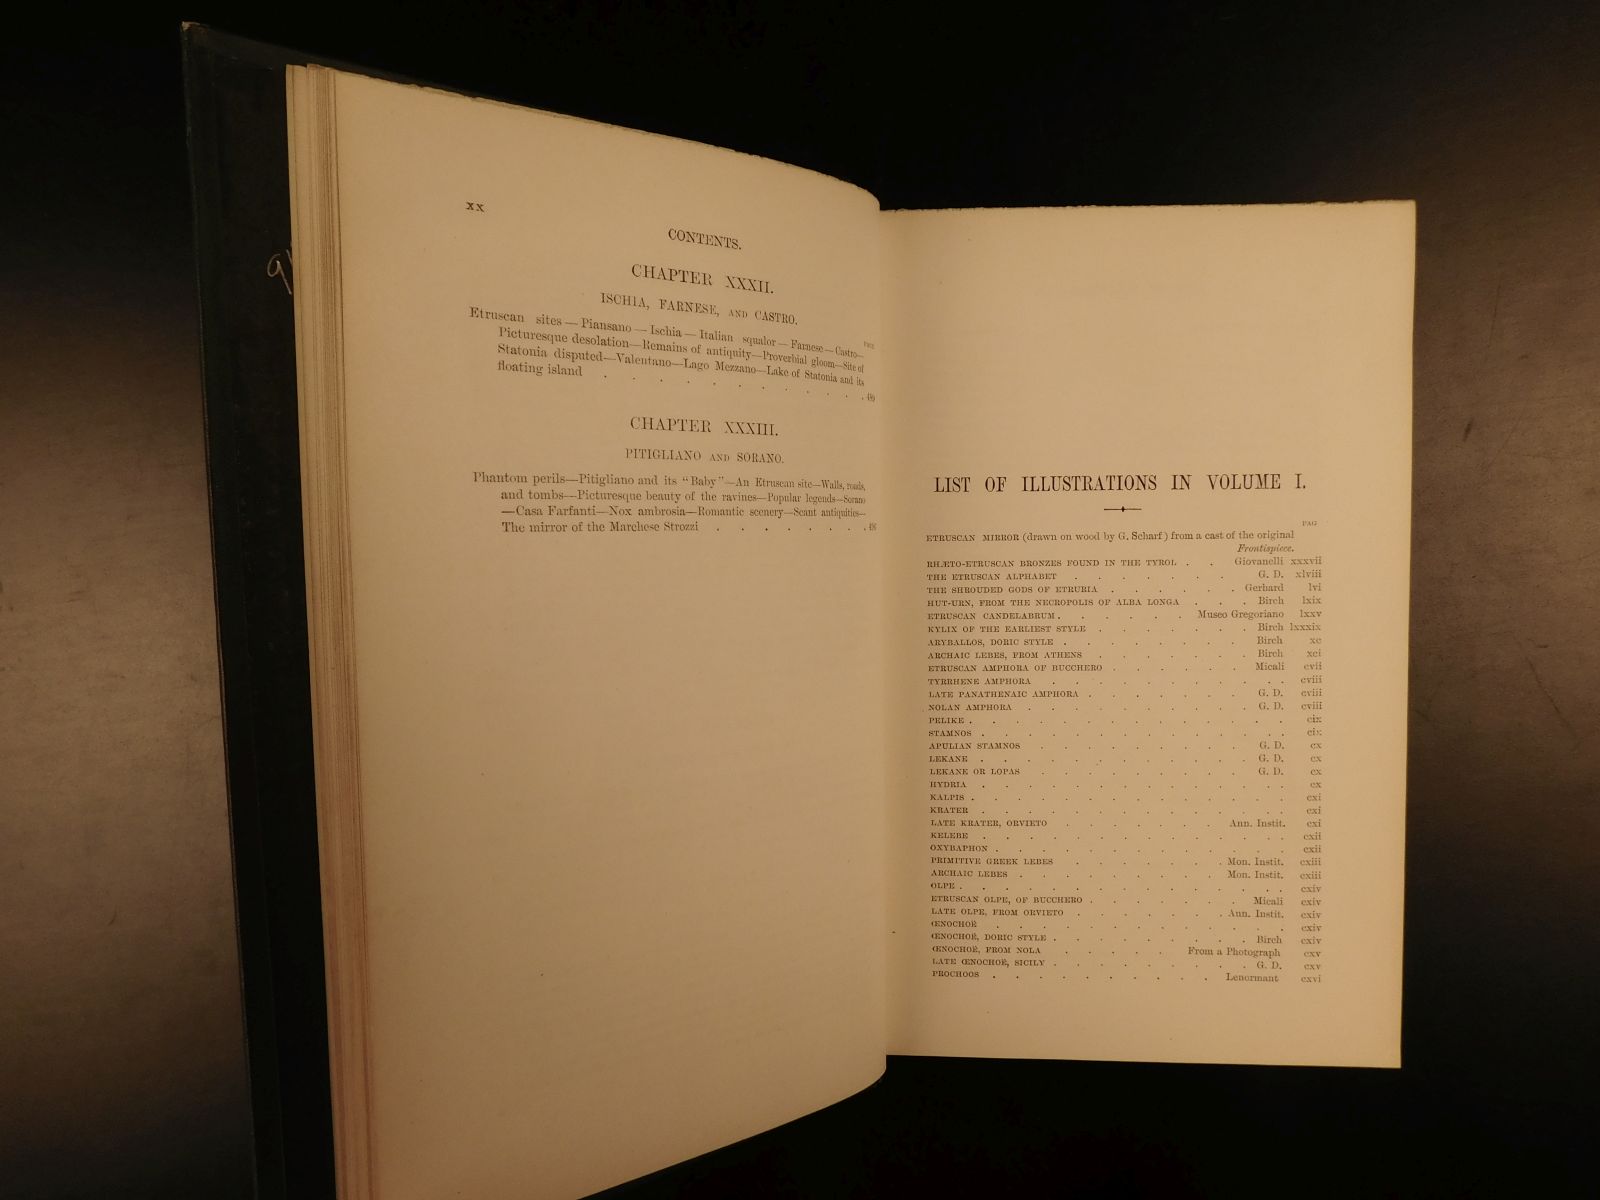 xx
CONTENTS.
CHAPTER XXXII.
ISCHIA, FARNESE, AND CASTRO.
PAGE
Etruscan sites—Piansano—Ischia—Italian squalor—Farnese—Castro—
Picturesque desolation—Remains of antiquity—Proverbial gloom—Site of
Statonia disputed—Valentano—Lago Mezzano—Lake of Statonia and its
floating island . . . . . . . . . . .
CHAPTER XXXIII.
PITIGLIANO AND SORANO.
Phantom perils—Pitigliano and its "Baby"—An Etruscan site—Walls, roads,
and tombs—Picturesque beauty of the ravines—Popular legends—Sorano
—Casa Farfanti—Nox ambrosia—Romantic scenery—Scant antiquities—
The mirror of the Marchese Strozzi . . . . . . .
LIST OF ILLUSTRATIONS IN VOLUME I.
PAG
ETRUSCAN MIRROR (drawn on wood by G. Scharf) from a cast of the original
Frontispiece.
RHÆTO-ETRUSCAN BRONZES FOUND IN THE TYROL . . Giovanelli xxxvii
THE ETRUSCAN ALPHABET . . . . . . . G. D. xlviii
THE SHROUDED GODS OF ETRURIA . . . . . . Gerhard lvi
HUT-URN, FROM THE NECROPOLIS OF ALBA LONGA . . . Birch lxix
ETRUSCAN CANDELABRUM . . . . . . Museo Gregoriano lxxv
KYLIX OF THE EARLIEST STYLE . . . . . . . Birch lxxxix
ARYBALLOS, DORIC STYLE . . . . . . . . Birch xc
ARCHAIC LEBES, FROM ATHENS . . . . . . . Birch xci
ETRUSCAN AMPHORA OF BUCCHERO . . . . . . Micali cvii
TYRRHENE AMPHORA . . . . . . . . . . cviii
LATE PANATHENAIC AMPHORA . . . . . . . G. D. cviii
NOLAN AMPHORA . . . . . . . . . G. D. cviii
PELIKE . . . . . . . . . . . . . cix
STAMNOS . . . . . . . . . . . . . cix
APULIAN STAMNOS . . . . . . . . . G. D. cx
LEKANE . . . . . . . . . . . G. D. cx
LEKANE OR LOPAS . . . . . . . . . G. D. cx
HYDRIA . . . . . . . . . . . . . cx
KALPIS . . . . . . . . . . . . . cxi
KRATER . . . . . . . . . . . . . cxi
LATE KRATER, ORVIETO . . . . . . . Ann. Instit. cxi
KELEBE . . . . . . . . . . . . . cxii
OXYBAPHON . . . . . . . . . . . . cxii
PRIMITIVE GREEK LEBES . . . . . . . Mon. Instit. cxiii
ARCHAIC LEBES . . . . . . . . . Mon. Instit. cxiii
OLPE . . . . . . . . . . . . . . cxiv
ETRUSCAN OLPE, OF BUCCHERO . . . . . . . Micali cxiv
LATE OLPE, FROM ORVIETO . . . . . . . Ann. Instit. cxiv
ŒNOCHOË . . . . . . . . . . . . . cxiv
ŒNOCHOË, DORIC STYLE . . . . . . . . . Birch cxiv
ŒNOCHOË, FROM NOLA . . . . . From a Photograph cxv
LATE ŒNOCHOË, SICILY . . . . . . . . . G. D. cxv
PROCHOOS . . . . . . . . . Lenormant cxvi